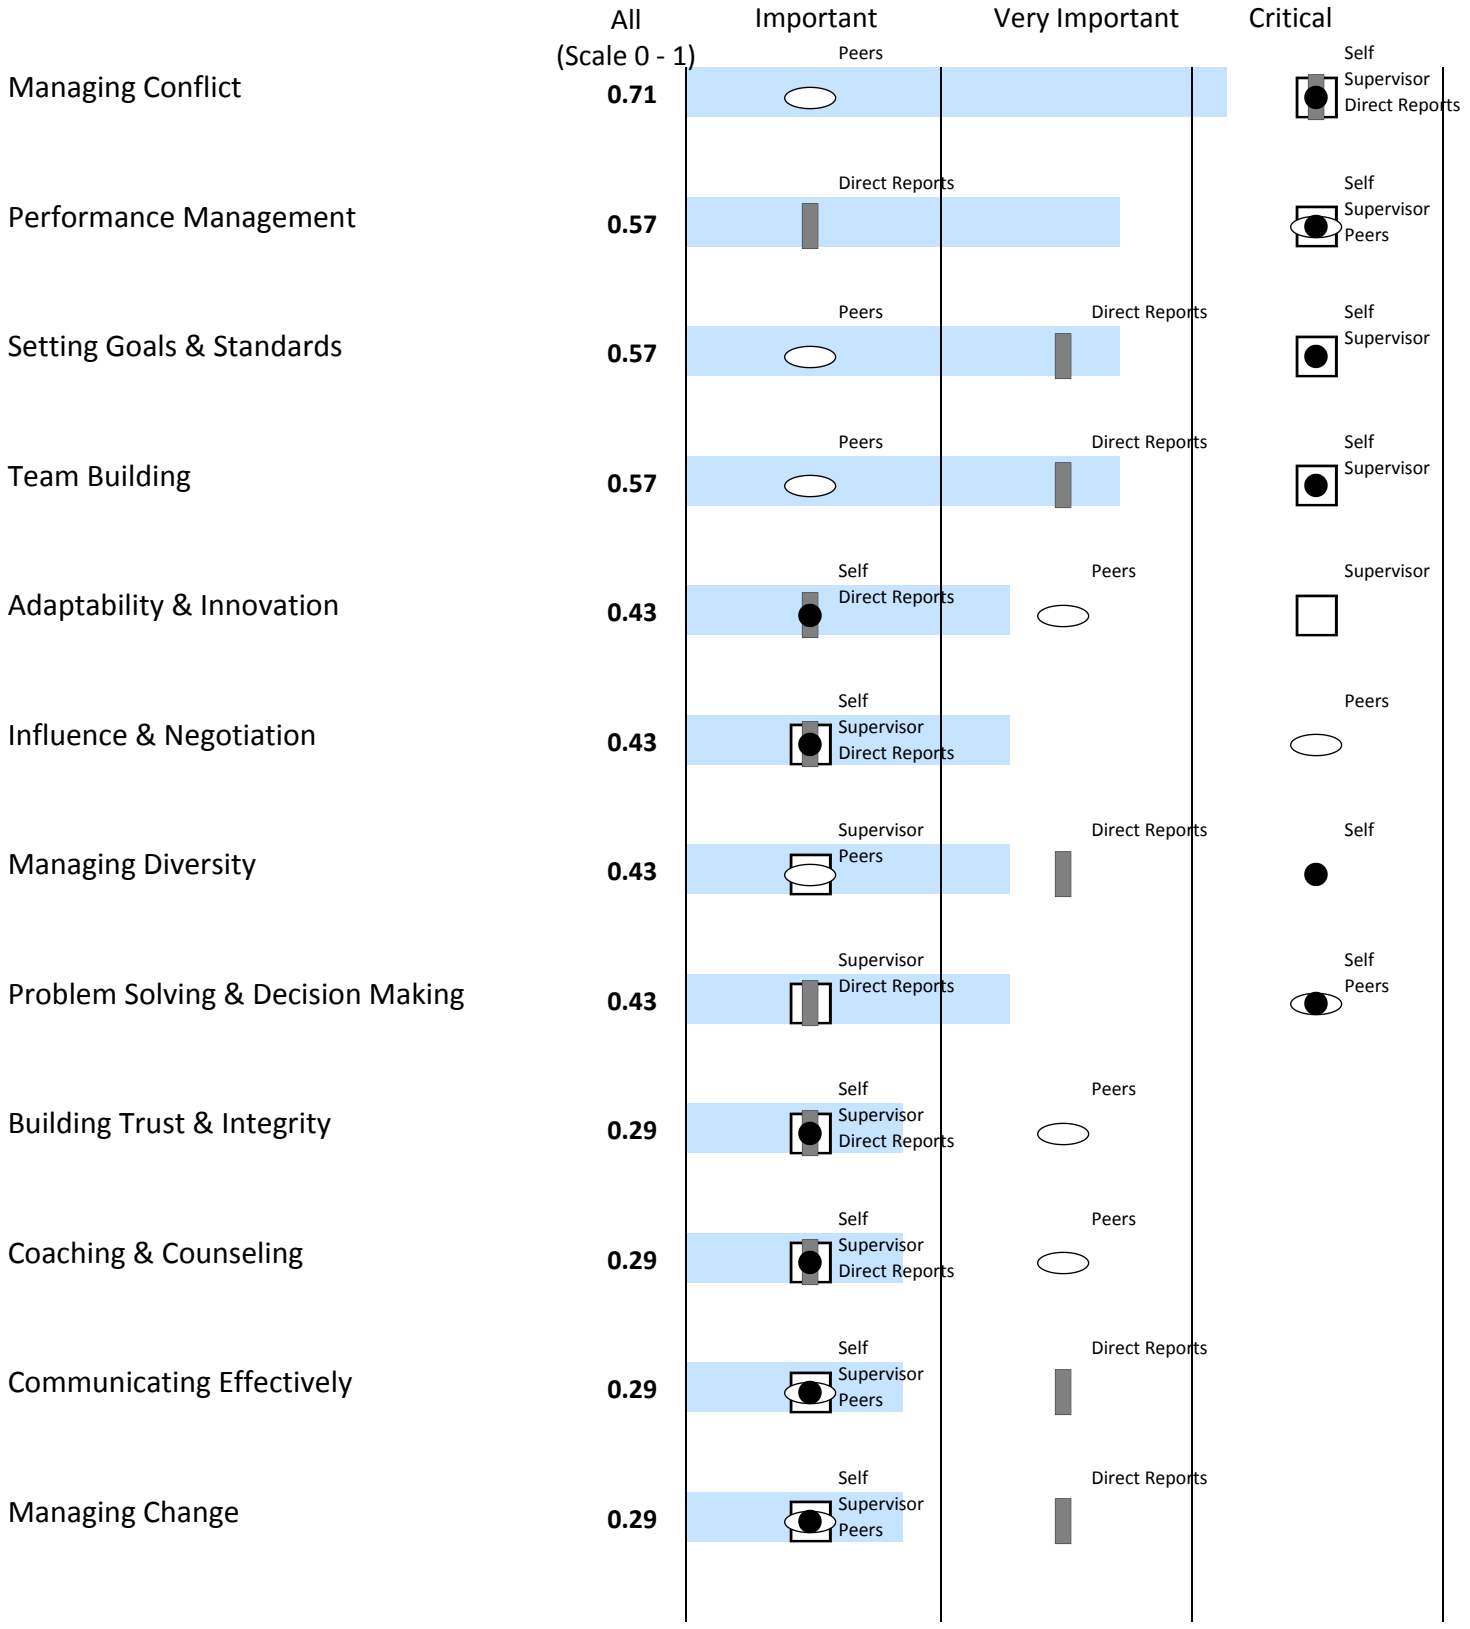 All Important Very Important Critical
(Scale 0 - 1)
Peers Self
Managing Conflict 0.71 Supervisor
Direct Reports
Direct Reports Self
Performance Management 0.57 Supervisor
Peers
Peers Direct Reports Self
Setting Goals & Standards 0.57 Supervisor
Peers Direct Reports Self
Team Building 0.57 Supervisor
Self Peers Supervisor
Adaptability & Innovation 0.43 Direct Reports
Self Peers
Influence & Negotiation 0.43 Supervisor
Direct Reports
Supervisor Direct Reports Self
Managing Diversity 0.43 Peers
Supervisor Self
Problem Solving & Decision Making 0.43 Direct Reports Peers
Self Peers
Building Trust & Integrity 0.29 Supervisor
Direct Reports
Self Peers
Coaching & Counseling 0.29 Supervisor
Direct Reports
Self Direct Reports
Communicating Effectively 0.29 Supervisor
Peers
Self Direct Reports
Managing Change 0.29 Supervisor
Peers